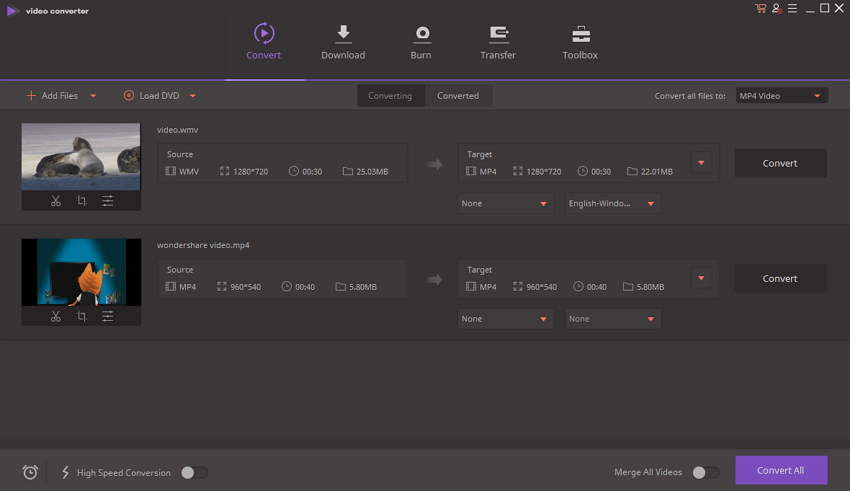 video converter
Convert
Download
Burn
Transfer
Toolbox
Add Files
Load DVD
Converting
Converted
Convert all files to:
MP4 Video
video.wmv
Source
WMV 1280*720 00:30 25.03MB
Target
MP4 1280*720 00:30 22.01MB
Convert
None
English-Windo...
wondershare video.mp4
Source
MP4 960*540 00:40 5.80MB
Target
MP4 960*540 00:40 5.80MB
Convert
None
None
High Speed Conversion
Merge All Videos
Convert All